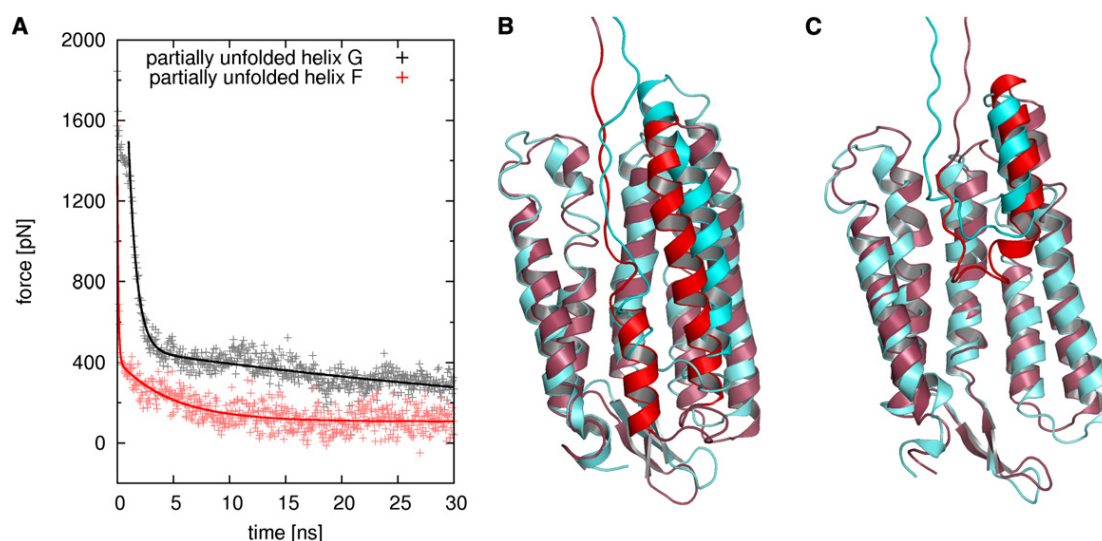 A
B
C
2000
1600
1200
800
400
0
force [pN]
partially unfolded helix G
partially unfolded helix F
0 5 10 15 20 25 30
time [ns]